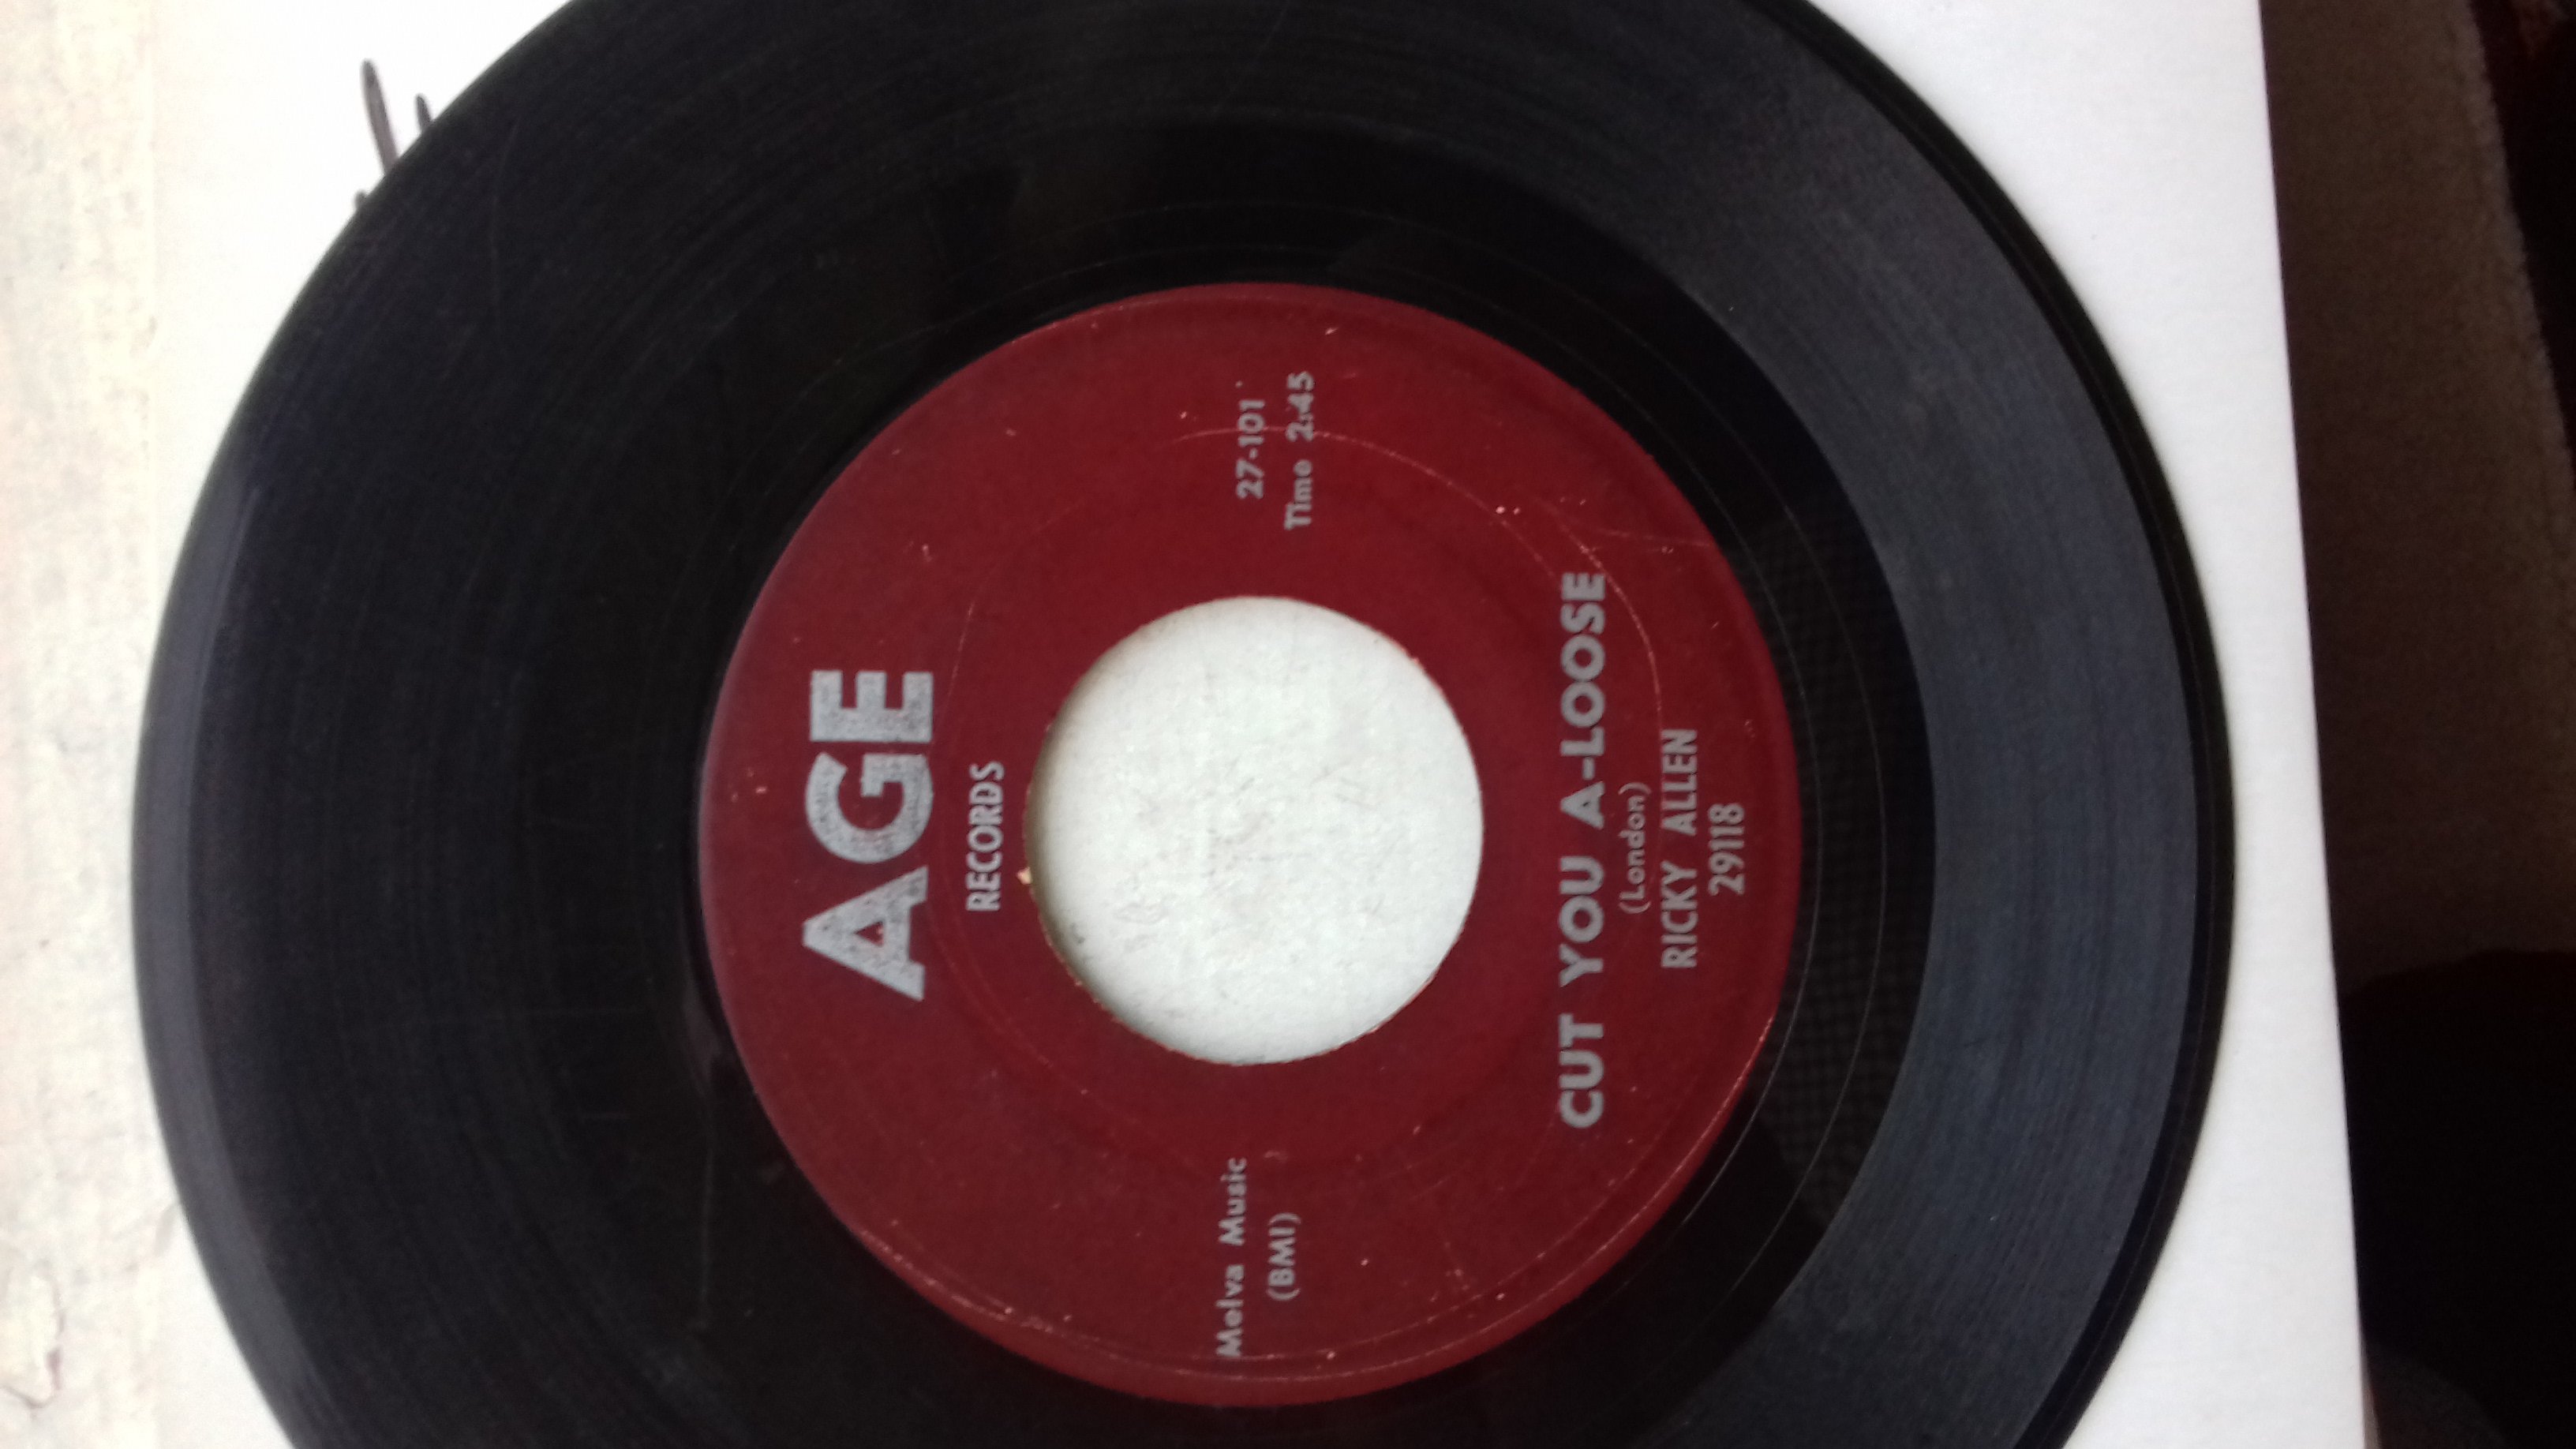 AGE
RECORDS
Melva Music
(BMI)
27-101
Time 2:45
CUT YOU A-LOOSE
(London)
RICKY ALLEN
29118